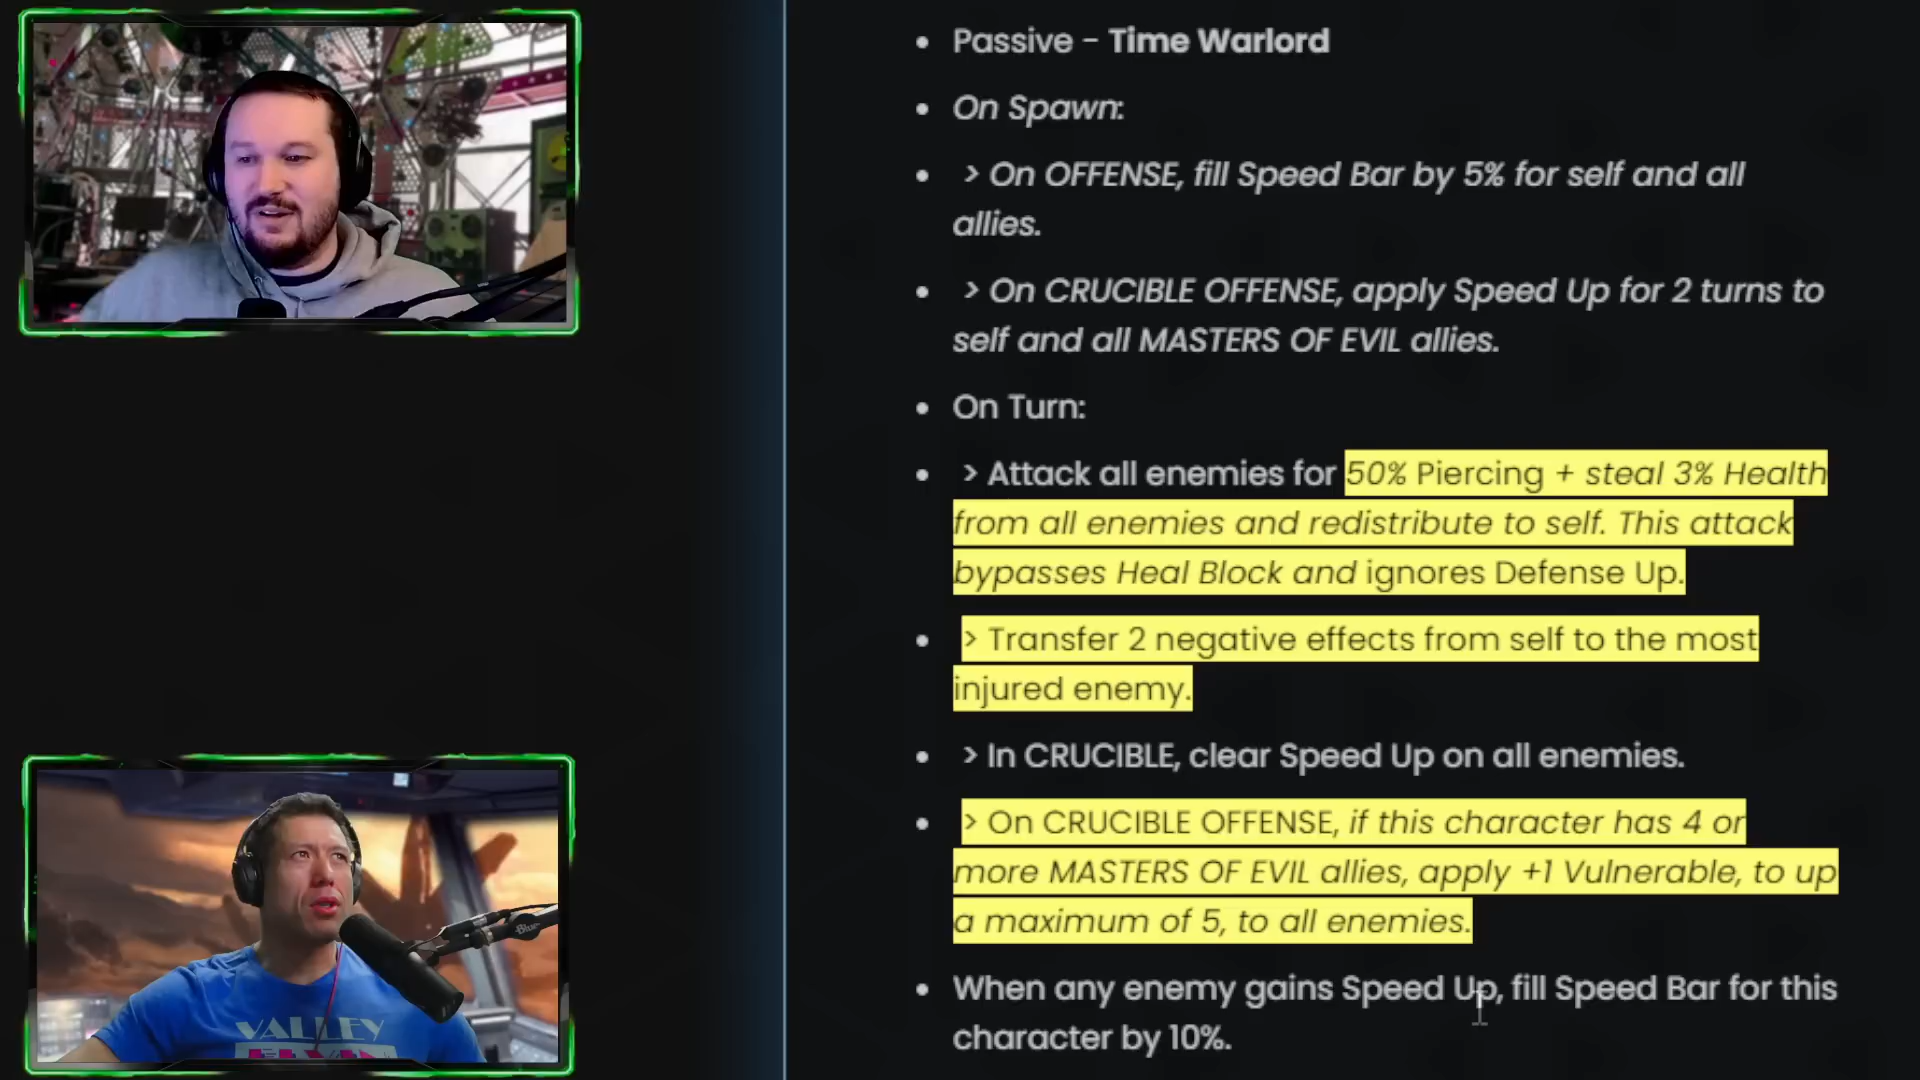 • Passive - Time Warlord
• On Spawn:
• > On OFFENSE, fill Speed Bar by 5% for self and all
allies.
• > On CRUCIBLE OFFENSE, apply Speed Up for 2 turns to
self and all MASTERS OF EVIL allies.
• On Turn:
• > Attack all enemies for 50% Piercing + steal 3% Health
from all enemies and redistribute to self. This attack
bypasses Heal Block and ignores Defense Up.
• > Transfer 2 negative effects from self to the most
injured enemy.
• > In CRUCIBLE, clear Speed Up on all enemies.
• > On CRUCIBLE OFFENSE, if this character has 4 or
more MASTERS OF EVIL allies, apply +1 Vulnerable, to up
a maximum of 5, to all enemies.
• When any enemy gains Speed Up, fill Speed Bar for this
character by 10%.
Blue
VALLEY